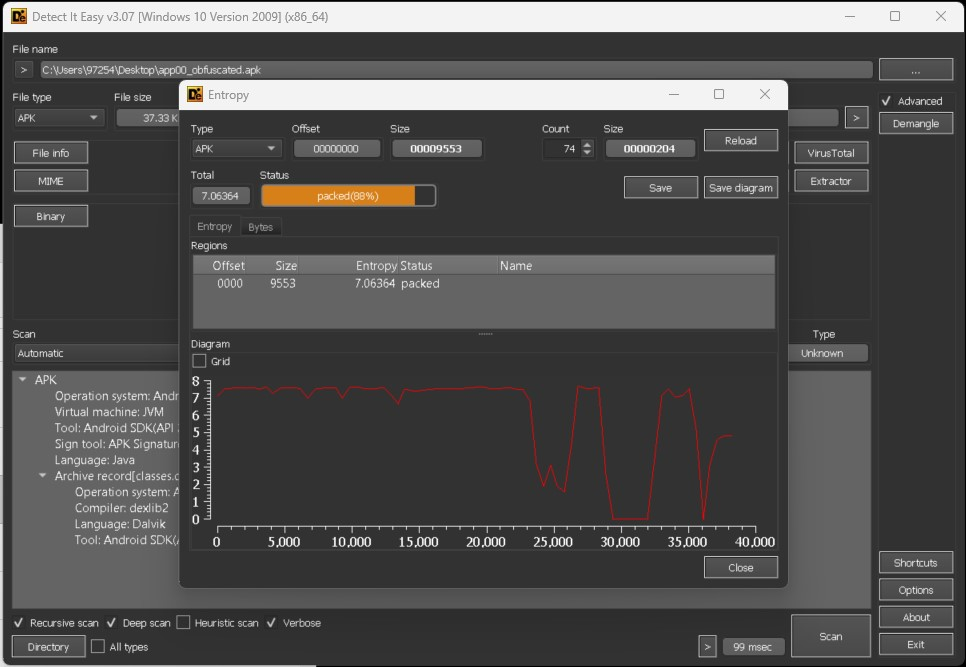 Detect It Easy v3.07 [Windows 10 Version 2009] (x86_64)
File name
> C:\Users\97254\Desktop\app00_obfuscated.apk ...
File type File size
APK 37.33 K >
Advanced
Demangle
File info
MIME
Binary
VirusTotal
Extractor
Entropy
Type Offset Size Count Size
APK 00000000 00009553 74 00000204 Reload
Total Status
7.06364 packed(88%) Save Save diagram
Entropy Bytes
Regions
Offset Size Entropy Status Name
0000 9553 7.06364 packed
Diagram
Grid
8
7
6
5
4
3
2
1
0
0 5,000 10,000 15,000 20,000 25,000 30,000 35,000 40,000
Close
Scan Type
Automatic Unknown
APK
Operation system: Andr
Virtual machine: JVM
Tool: Android SDK(API
Sign tool: APK Signatur
Language: Java
Archive record[classes.d
Operation system: A
Compiler: dexlib2
Language: Dalvik
Tool: Android SDK(A
Shortcuts
Options
About
Exit
Recursive scan Deep scan Heuristic scan Verbose
Directory All types > 99 msec Scan